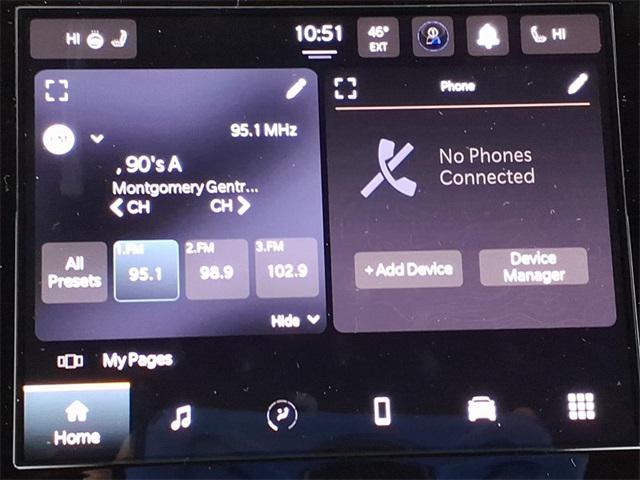 HI
10:51
46°
EXT
HI
Phone
FM
95.1 MHz
, 90's A
Montgomery Gentr...
CH
CH
No Phones
Connected
All
Presets
1.FM
95.1
2.FM
98.9
3.FM
102.9
+ Add Device
Device
Manager
Hide
My Pages
Home